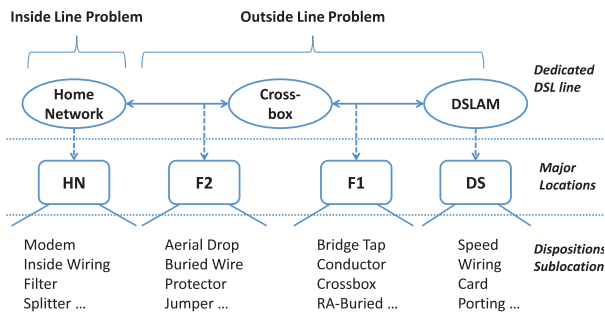 Inside Line Problem
Outside Line Problem
Dedicated
DSL line
Home
Network
Cross-
box
DSLAM
HN
F2
F1
DS
Major
Locations
Modem
Inside Wiring
Filter
Splitter ...
Aerial Drop
Buried Wire
Protector
Jumper ...
Bridge Tap
Conductor
Crossbox
RA-Buried ...
Speed
Wiring
Card
Porting ...
Dispositions
Sublocation